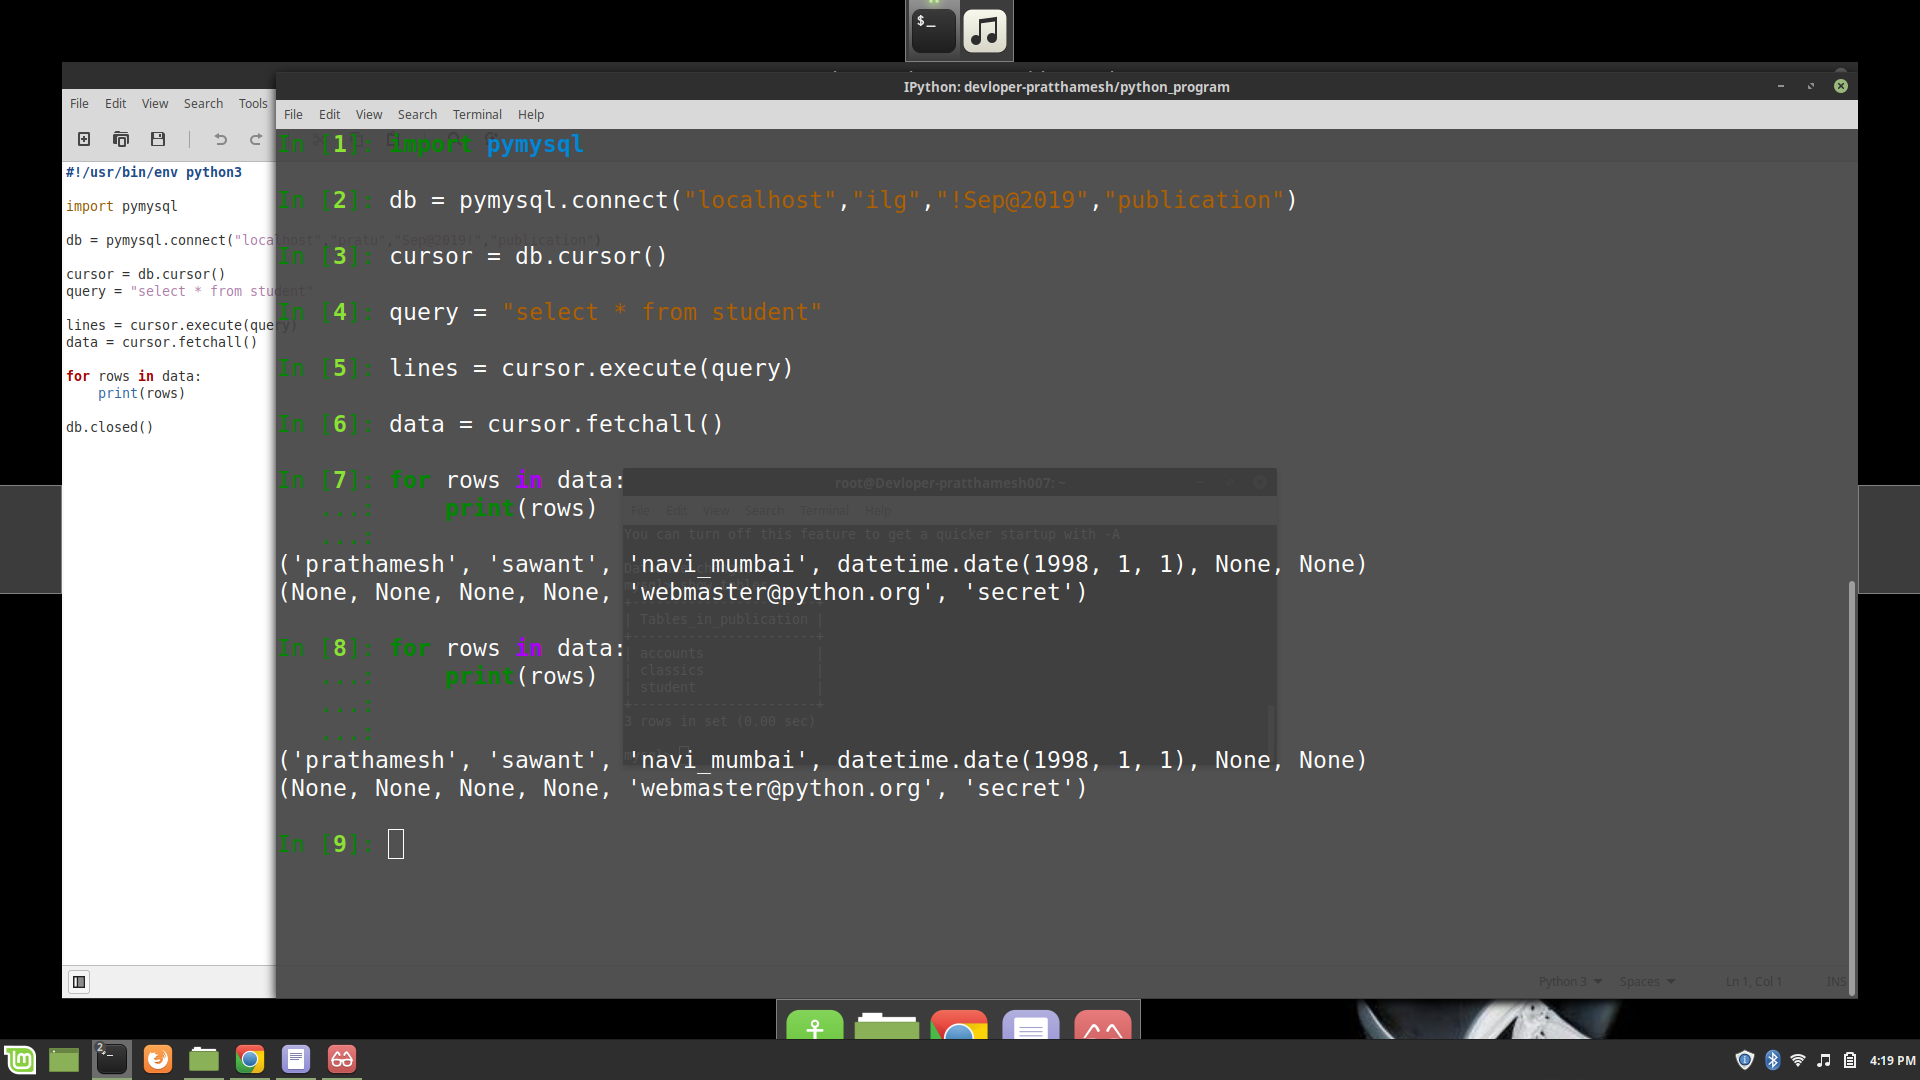 $_
IPython: devloper-pratthamesh/python_program
File Edit View Search Tools
File Edit View Search Terminal Help
#!/usr/bin/env python3
import pymysql
db = pymysql.connect("localhost","pratu","Sep@2019!","publication")
cursor = db.cursor()
query = "select * from student"
lines = cursor.execute(query)
data = cursor.fetchall()
for rows in data:
    print(rows)
db.closed()
In [1]: import pymysql
In [2]: db = pymysql.connect("localhost","ilg","!Sep@2019","publication")
In [3]: cursor = db.cursor()
In [4]: query = "select * from student"
In [5]: lines = cursor.execute(query)
In [6]: data = cursor.fetchall()
In [7]: for rows in data:
   ...:     print(rows)
   ...:
('prathamesh', 'sawant', 'navi_mumbai', datetime.date(1998, 1, 1), None, None)
(None, None, None, None, 'webmaster@python.org', 'secret')
In [8]: for rows in data:
   ...:     print(rows)
   ...:
   ...:
('prathamesh', 'sawant', 'navi_mumbai', datetime.date(1998, 1, 1), None, None)
(None, None, None, None, 'webmaster@python.org', 'secret')
In [9]:
root@Devloper-pratthamesh007: ~
File Edit View Search Terminal Help
You can turn off this feature to get a quicker startup with -A
+-----------------------+
| Tables_in_publication |
+-----------------------+
| accounts |
| classics |
| student |
+-----------------------+
3 rows in set (0.00 sec)
Python 3 Spaces Ln 1, Col 1 INS
2
4:19 PM